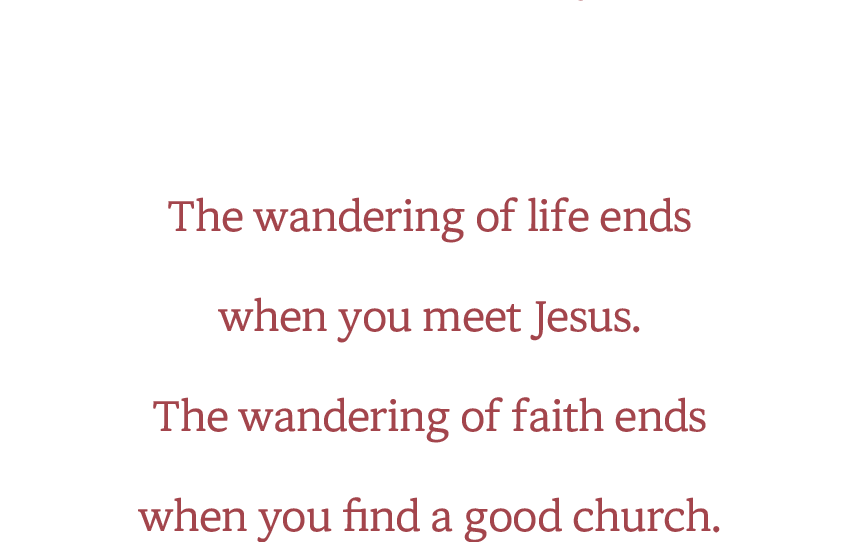 The wandering of life ends
when you meet Jesus.
The wandering of faith ends
when you find a good church.